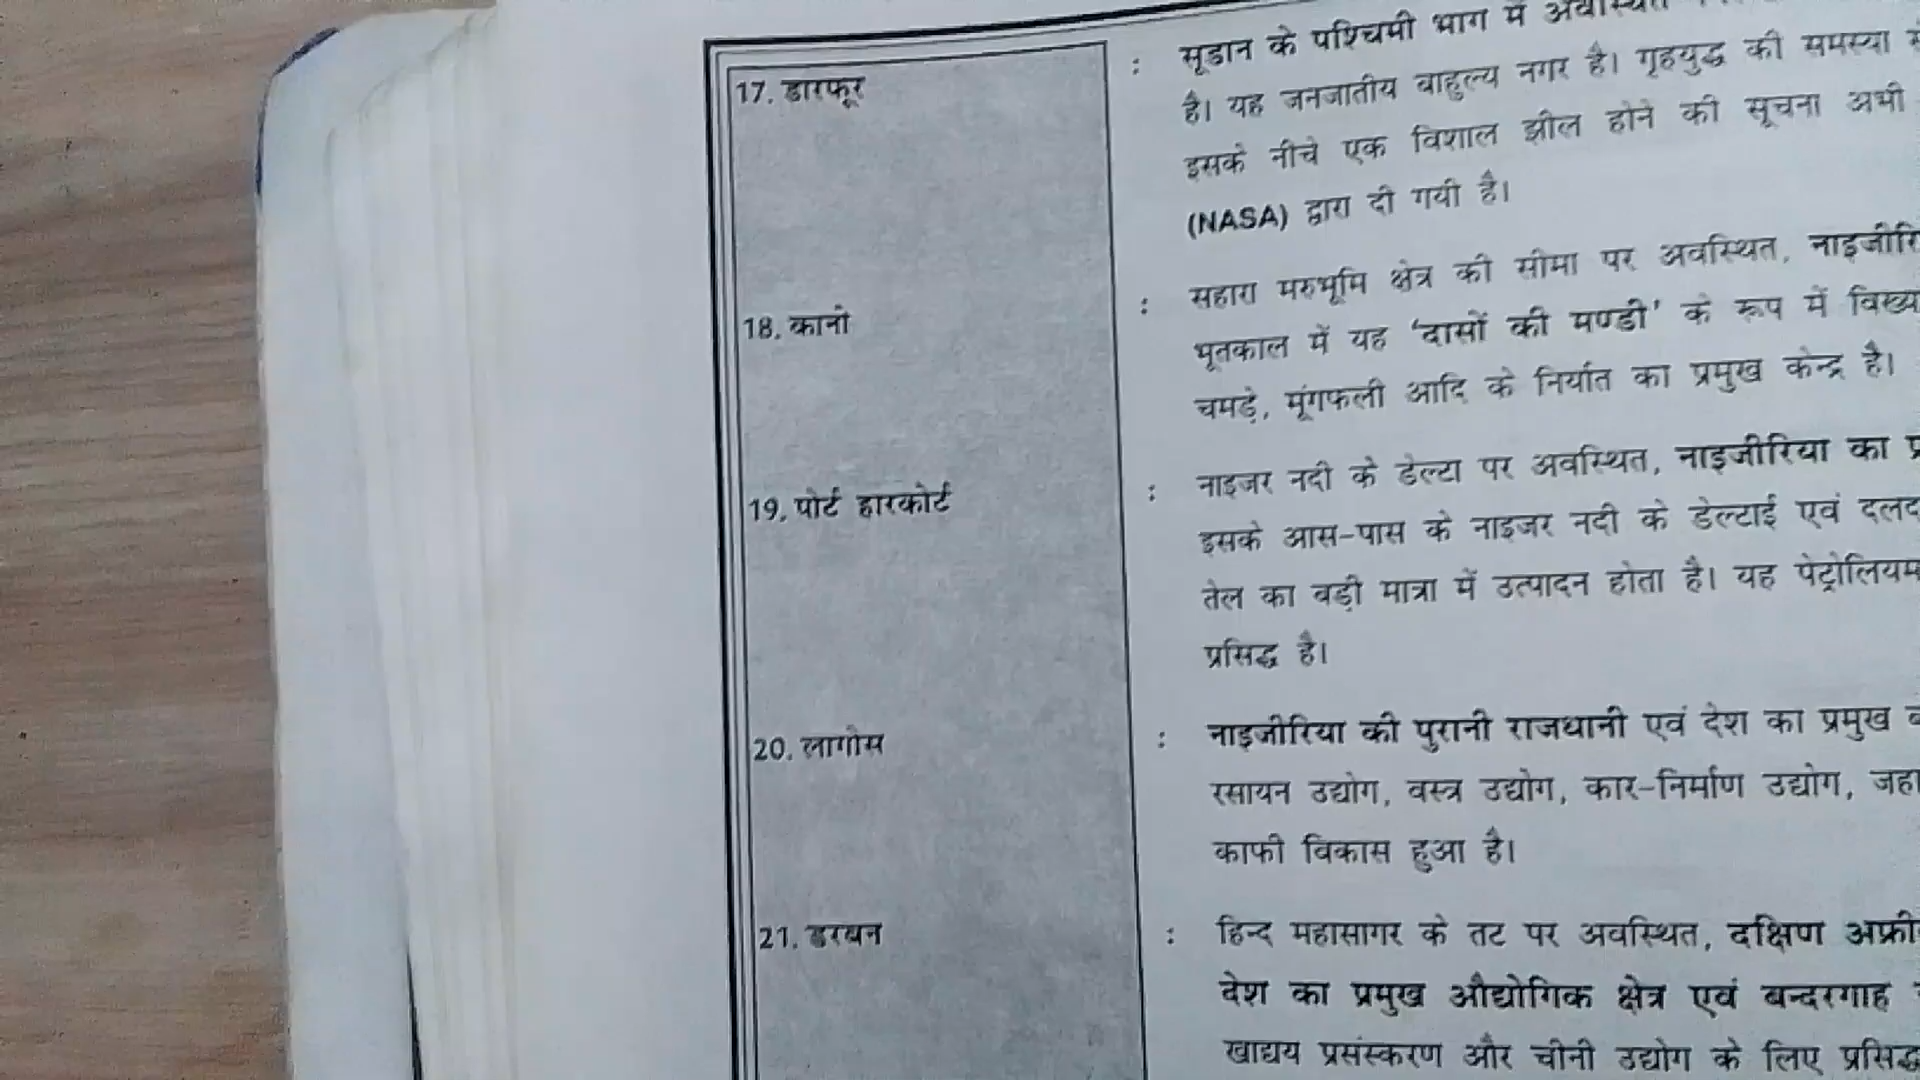 17. डारफूर
: सूडान के पश्चिमी भाग में अवस्थित
है। यह जनजातीय बाहुल्य नगर है। गृहयुद्ध की समस्या
इसके नीचे एक विशाल झील होने की सूचना अभी
(NASA) द्वारा दी गयी है।
18. कानो
: सहारा मरुभूमि क्षेत्र की सीमा पर अवस्थित, नाइजीरि
भूतकाल में यह 'दासों की मण्डी' के रूप में विख्या
चमड़े, मूंगफली आदि के निर्यात का प्रमुख केन्द्र है।
19. पोर्ट हारकोर्ट
: नाइजर नदी के डेल्टा पर अवस्थित, नाइजीरिया का प्र
इसके आस-पास के नाइजर नदी के डेल्टाई एवं दलद
तेल का बड़ी मात्रा में उत्पादन होता है। यह पेट्रोलियम
प्रसिद्ध है।
20. लागोस
: नाइजीरिया की पुरानी राजधानी एवं देश का प्रमुख
रसायन उद्योग, वस्त्र उद्योग, कार-निर्माण उद्योग, जहा
काफी विकास हुआ है।
21. डरबन
: हिन्द महासागर के तट पर अवस्थित, दक्षिण अफ्री
देश का प्रमुख औद्योगिक क्षेत्र एवं बन्दरगाह
खाद्यय प्रसंस्करण और चीनी उद्योग के लिए प्रसिद्ध